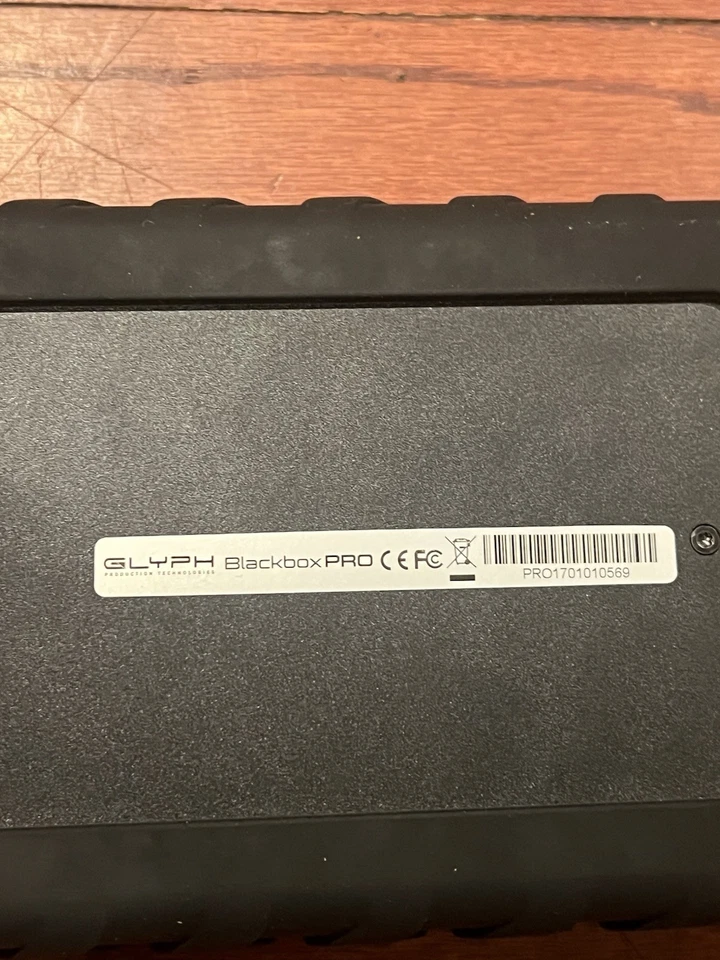 GLYPH Blackbox PRO CE FC
PRODUCTION TECHNOLOGIES
PRO1701010569